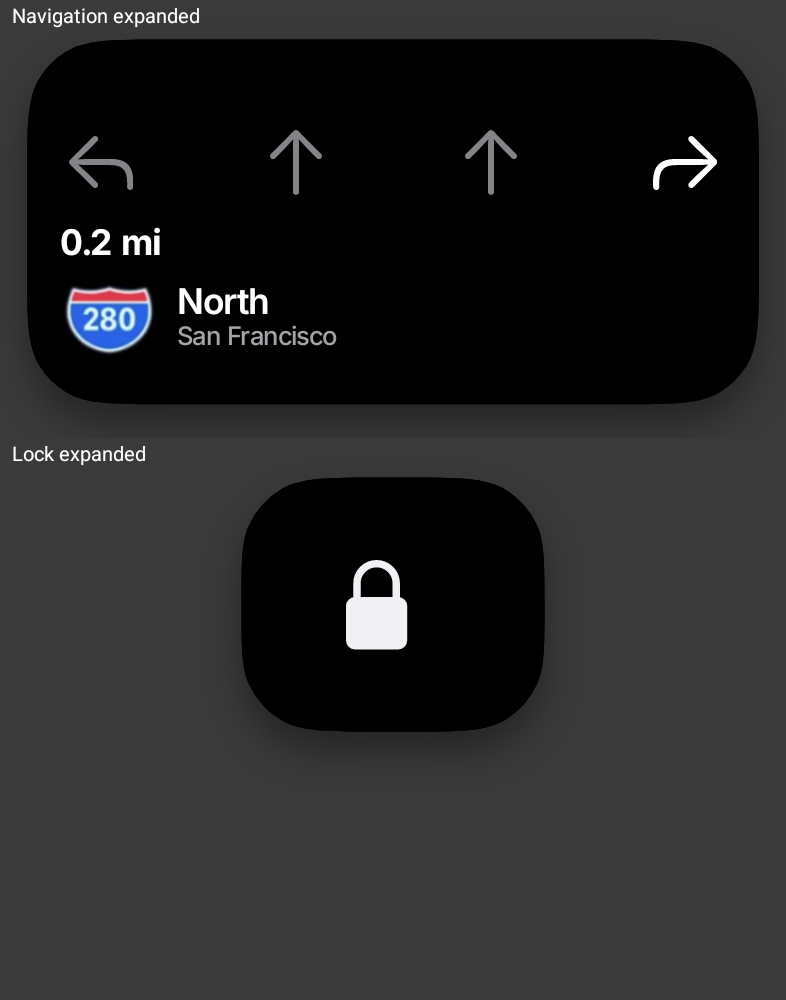 Navigation expanded
0.2 mi
280
North
San Francisco
Lock expanded